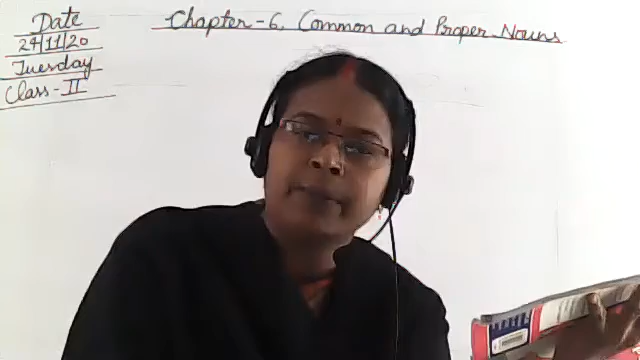 Date
24/11/20
Tuesday
Class-II
Chapter-6. Common and Proper Nouns